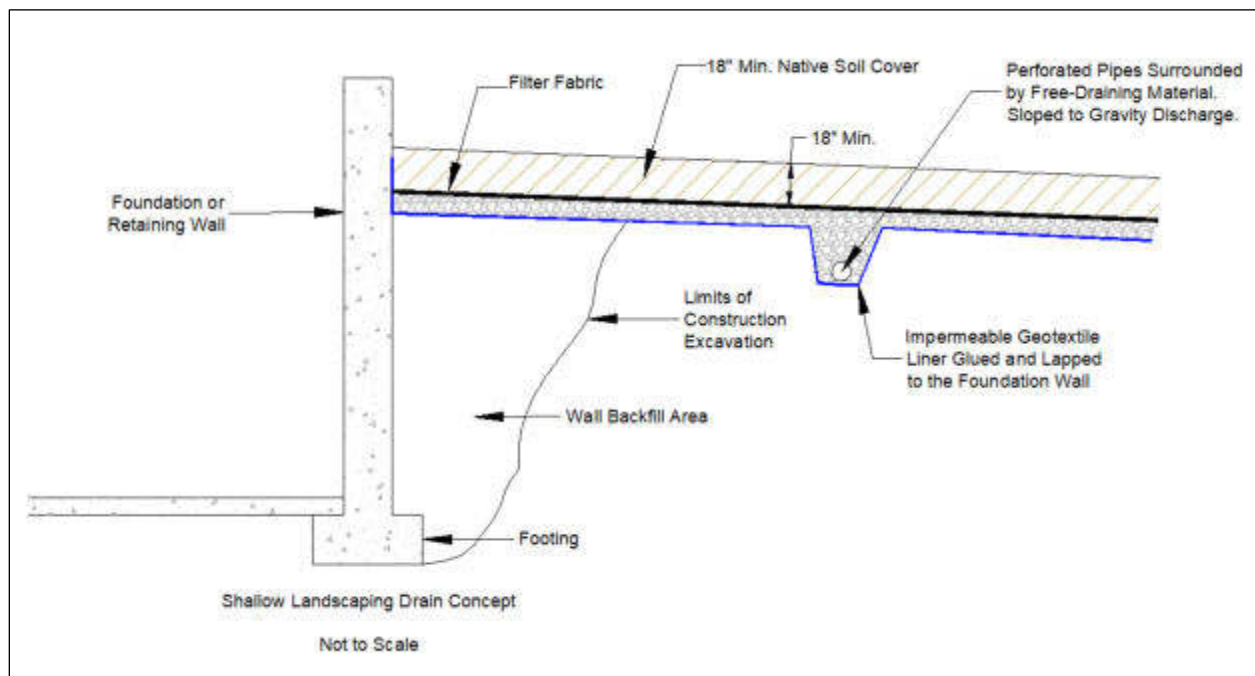 18" Min. Native Soil Cover
Filter Fabric
Perforated Pipes Surrounded
by Free-Draining Material.
Sloped to Gravity Discharge.
18" Min.
Foundation or
Retaining Wall
Limits of
Construction
Excavation
Impermeable Geotextile
Liner Glued and Lapped
to the Foundation Wall
Wall Backfill Area
Footing
Shallow Landscaping Drain Concept
Not to Scale